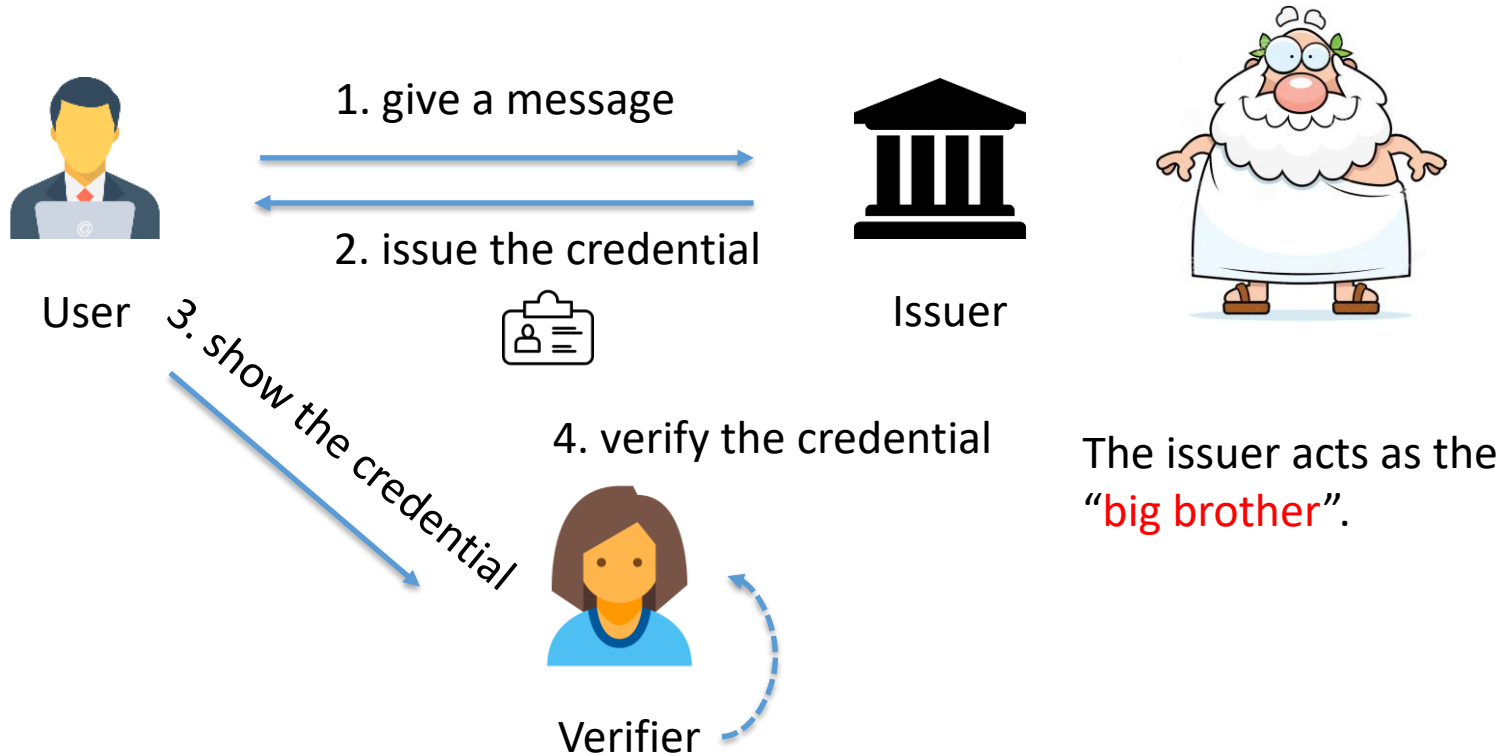 1. give a message
@
2. issue the credential
User
Issuer
3. show the credential
4. verify the credential
The issuer acts as the
“big brother”.
Verifier